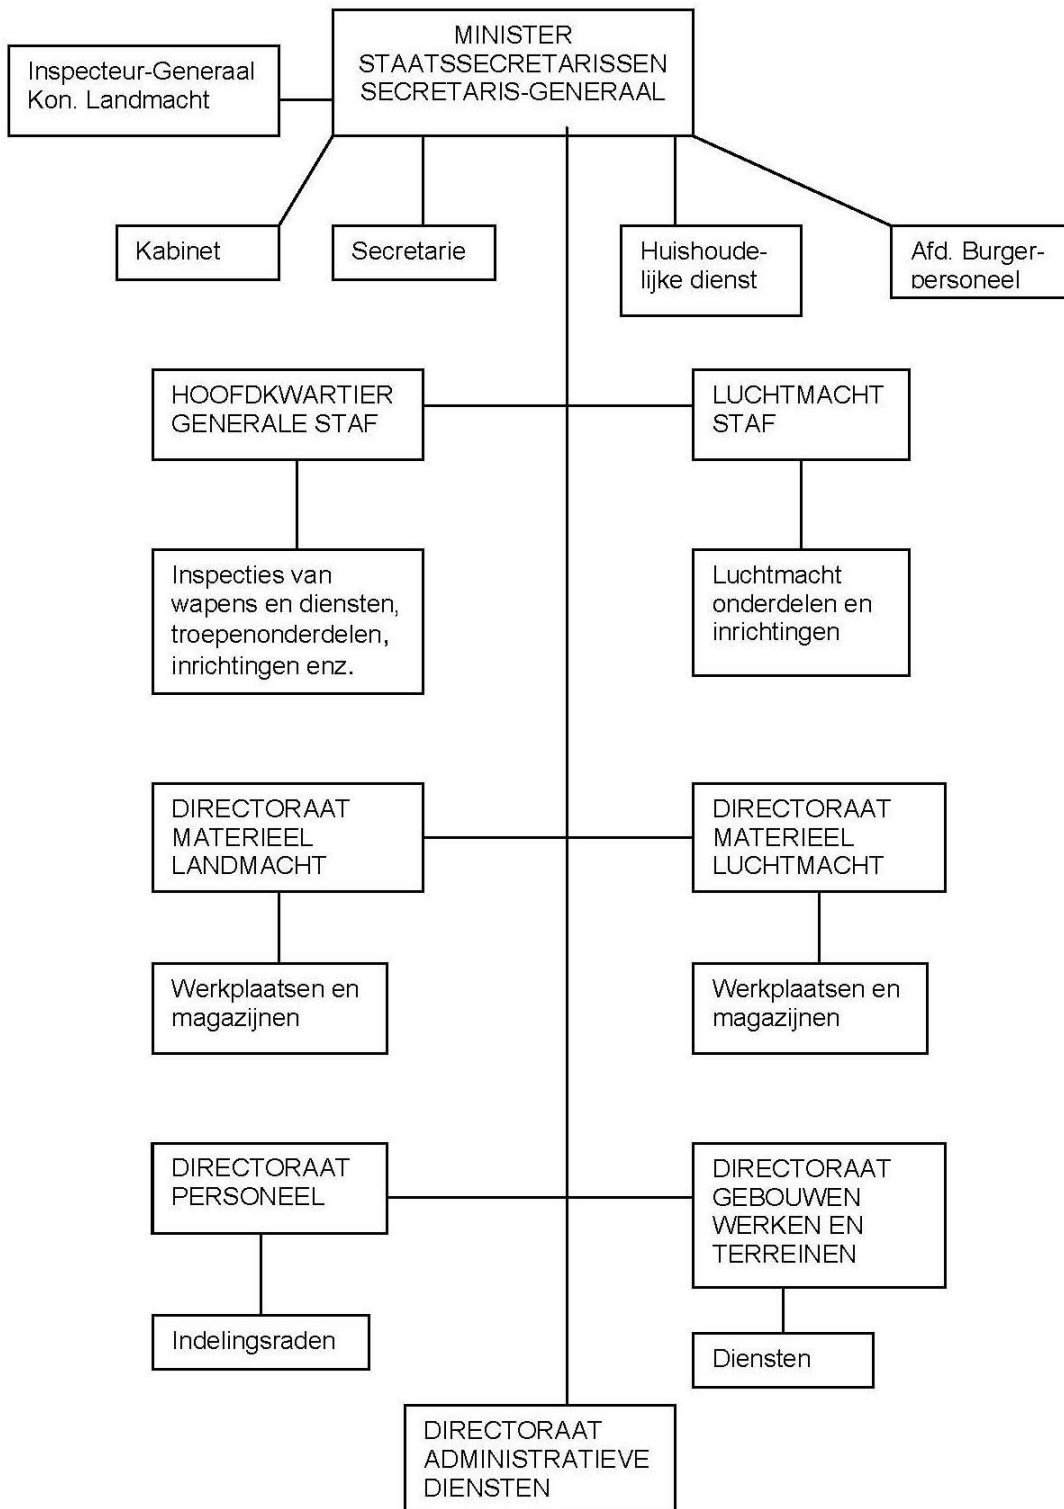 MINISTER
STAATSSECRETARISSEN
SECRETARIS-GENERAAL
Inspecteur-Generaal
Kon. Landmacht
Kabinet
Secretarie
Huishoude-
lijke dienst
Afd. Burger-
personeel
HOOFDKWARTIER
GENERALE STAF
LUCHTMACHT
STAF
Inspecties van
wapens en diensten,
troepenonderdelen,
inrichtingen enz.
Luchtmacht
onderdelen en
inrichtingen
DIRECTORAAT
MATERIEEL
LANDMACHT
DIRECTORAAT
MATERIEEL
LUCHTMACHT
Werkplaatsen en
magazijnen
Werkplaatsen en
magazijnen
DIRECTORAAT
PERSONEEL
DIRECTORAAT
GEBOUWEN
WERKEN EN
TERREINEN
Indelingsraden
Diensten
DIRECTORAAT
ADMINISTRATIEVE
DIENSTEN